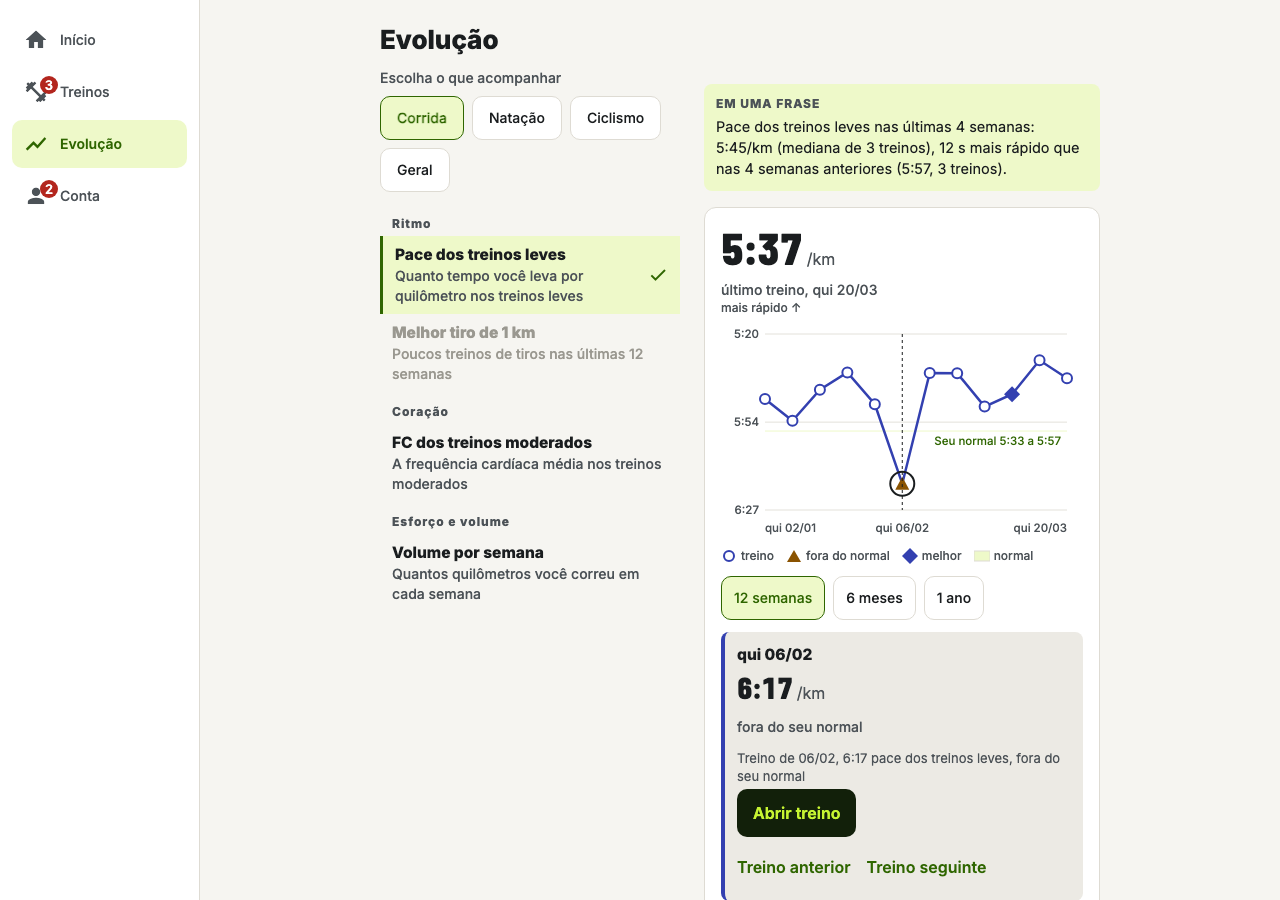 Início
3
Treinos
Evolução
2
Conta
Evolução
Escolha o que acompanhar
Corrida
Natação
Ciclismo
Geral
Ritmo
Pace dos treinos leves
Quanto tempo você leva por
quilômetro nos treinos leves
Melhor tiro de 1 km
Poucos treinos de tiros nas últimas 12
semanas
Coração
FC dos treinos moderados
A frequência cardíaca média nos treinos
moderados
Esforço e volume
Volume por semana
Quantos quilômetros você correu em
cada semana
EM UMA FRASE
Pace dos treinos leves nas últimas 4 semanas:
5:45/km (mediana de 3 treinos), 12 s mais rápido que
nas 4 semanas anteriores (5:57, 3 treinos).
5:37 /km
último treino, qui 20/03
mais rápido ↑
5:20
5:54
Seu normal 5:33 a 5:57
6:27
qui 02/01 qui 06/02 qui 20/03
treino fora do normal melhor normal
12 semanas 6 meses 1 ano
qui 06/02
6:17 /km
fora do seu normal
Treino de 06/02, 6:17 pace dos treinos leves, fora do
seu normal
Abrir treino
Treino anterior Treino seguinte